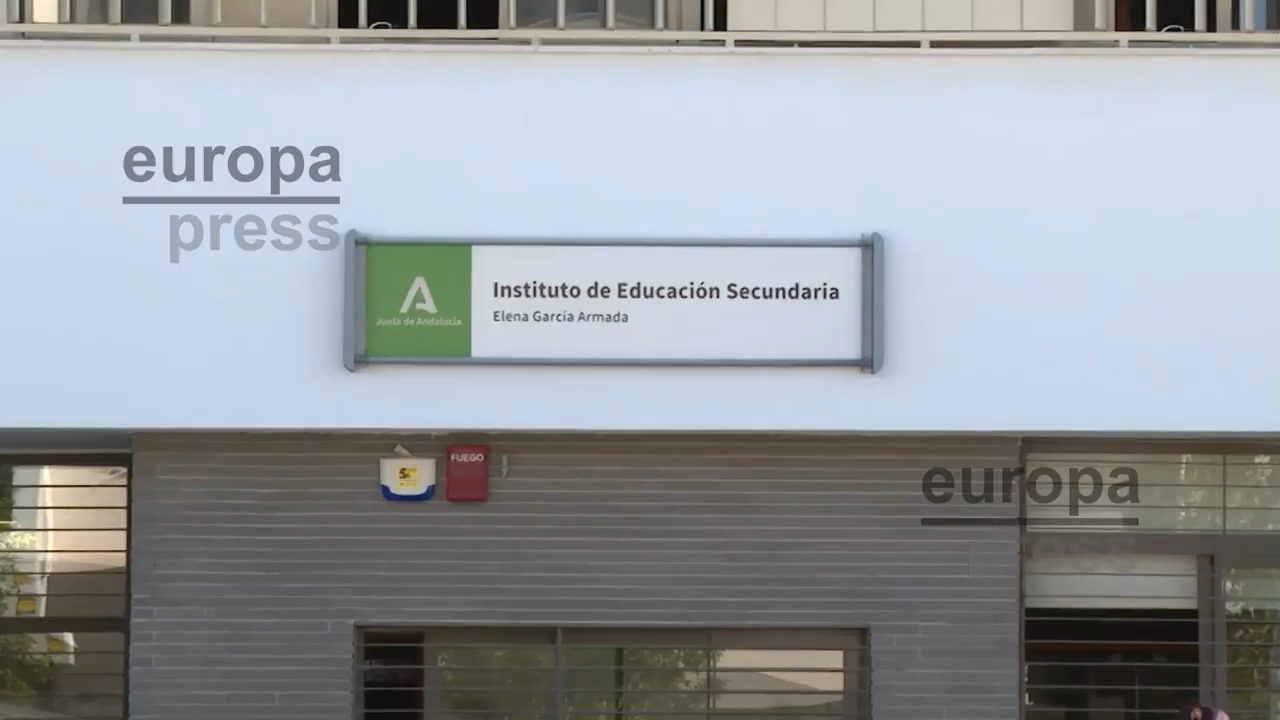 europa
press
Instituto de Educación Secundaria
Elena García Armada
Junta de Andalucía
FUEGO
europa